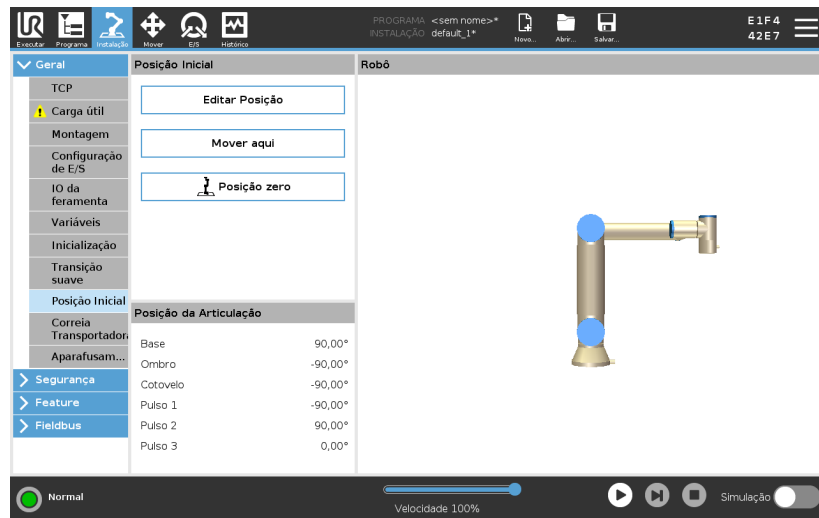 UR
Executar
Programa
Instalação
Mover
E/S
Histórico
PROGRAMA <sem nome>*
INSTALAÇÃO default_1*
Novo...
Abrir...
Salvar...
E1F4
42E7
Geral
TCP
Carga útil
Montagem
Configuração
de E/S
IO da
feramenta
Variáveis
Inicialização
Transição
suave
Posição Inicial
Correia
Transportadora
Aparafusam...
Segurança
Feature
Fieldbus
Posição Inicial
Editar Posição
Mover aqui
Posição zero
Posição da Articulação
Base 90,00°
Ombro -90,00°
Cotovelo -90,00°
Pulso 1 -90,00°
Pulso 2 90,00°
Pulso 3 0,00°
Robô
Normal
Velocidade 100%
Simulação